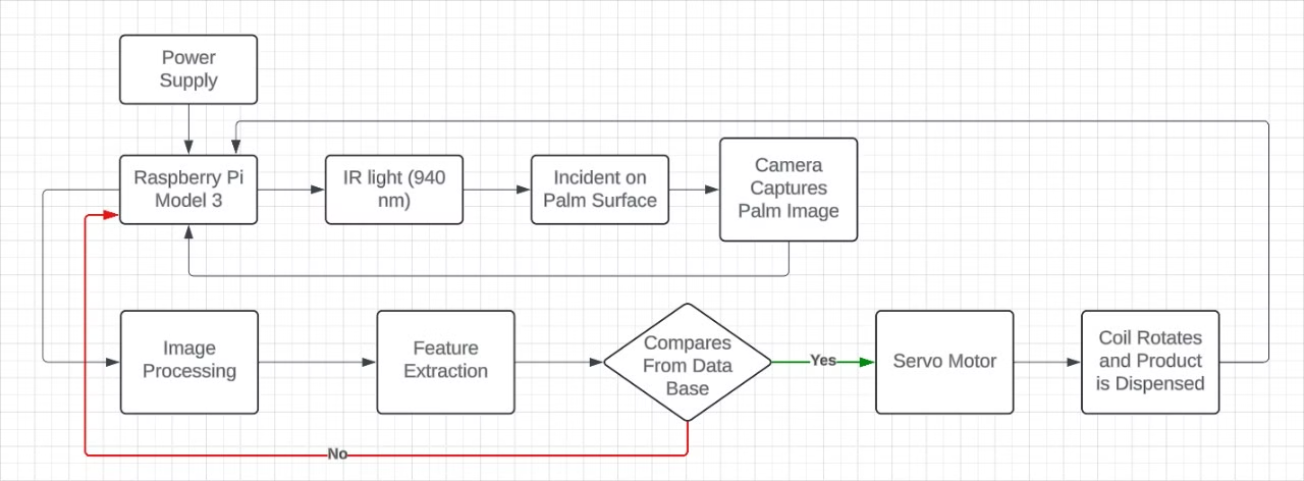 Power
Supply
Raspberry Pi
Model 3
IR light (940
nm)
Incident on
Palm Surface
Camera
Captures
Palm Image
Image
Processing
Feature
Extraction
Compares
From Data
Base
Yes
Servo Motor
Coil Rotates
and Product
is Dispensed
No